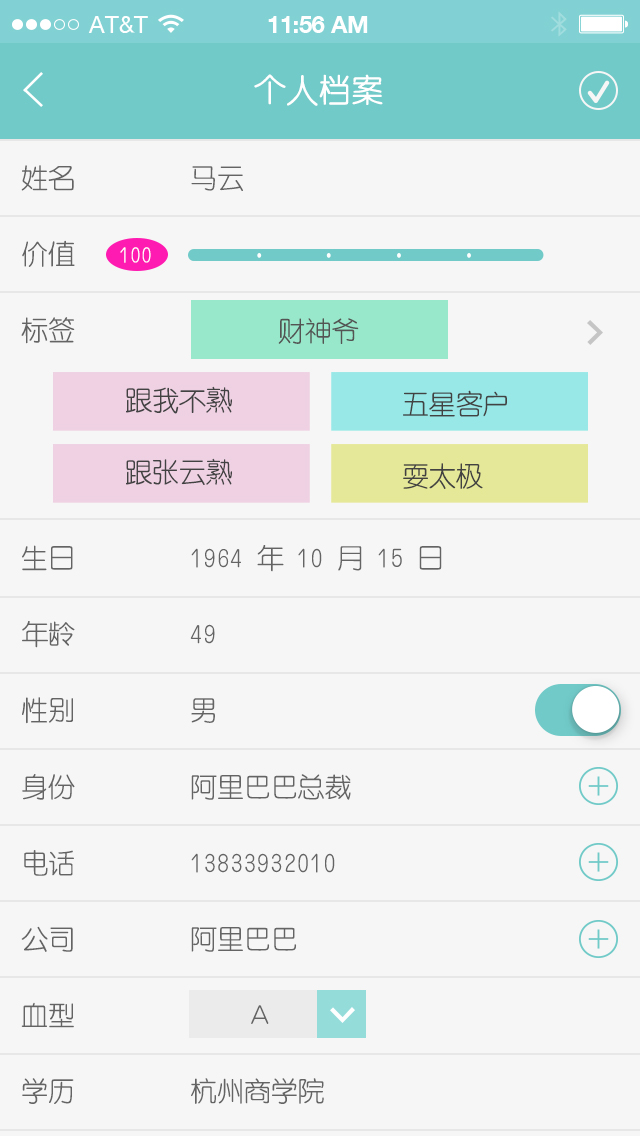 AT&T 11:56 AM
个人档案
姓名 马云
价值 100
标签 财神爷
跟我不熟 五星客户
跟张云熟 耍太极
生日 1964 年 10 月 15 日
年龄 49
性别 男
身份 阿里巴巴总裁
电话 13833932010
公司 阿里巴巴
血型 A
学历 杭州商学院